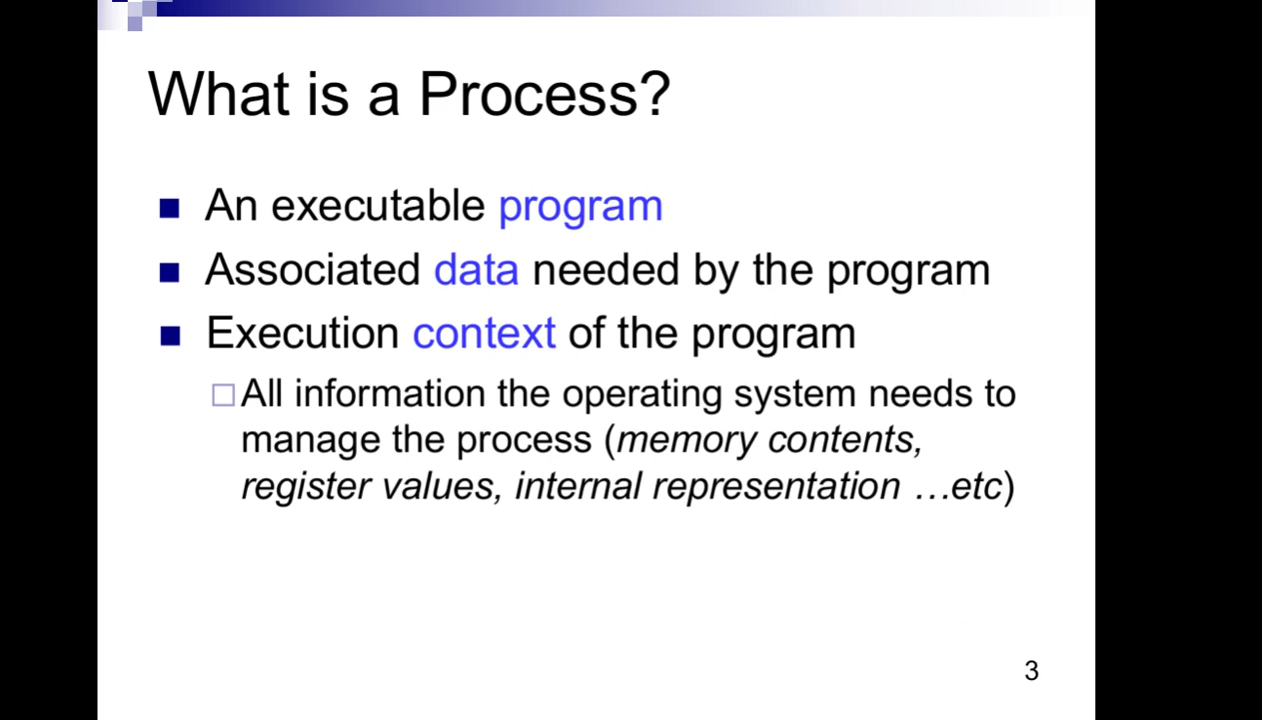 What is a Process?
An executable program
Associated data needed by the program
Execution context of the program
All information the operating system needs to
manage the process (memory contents,
register values, internal representation …etc)
3